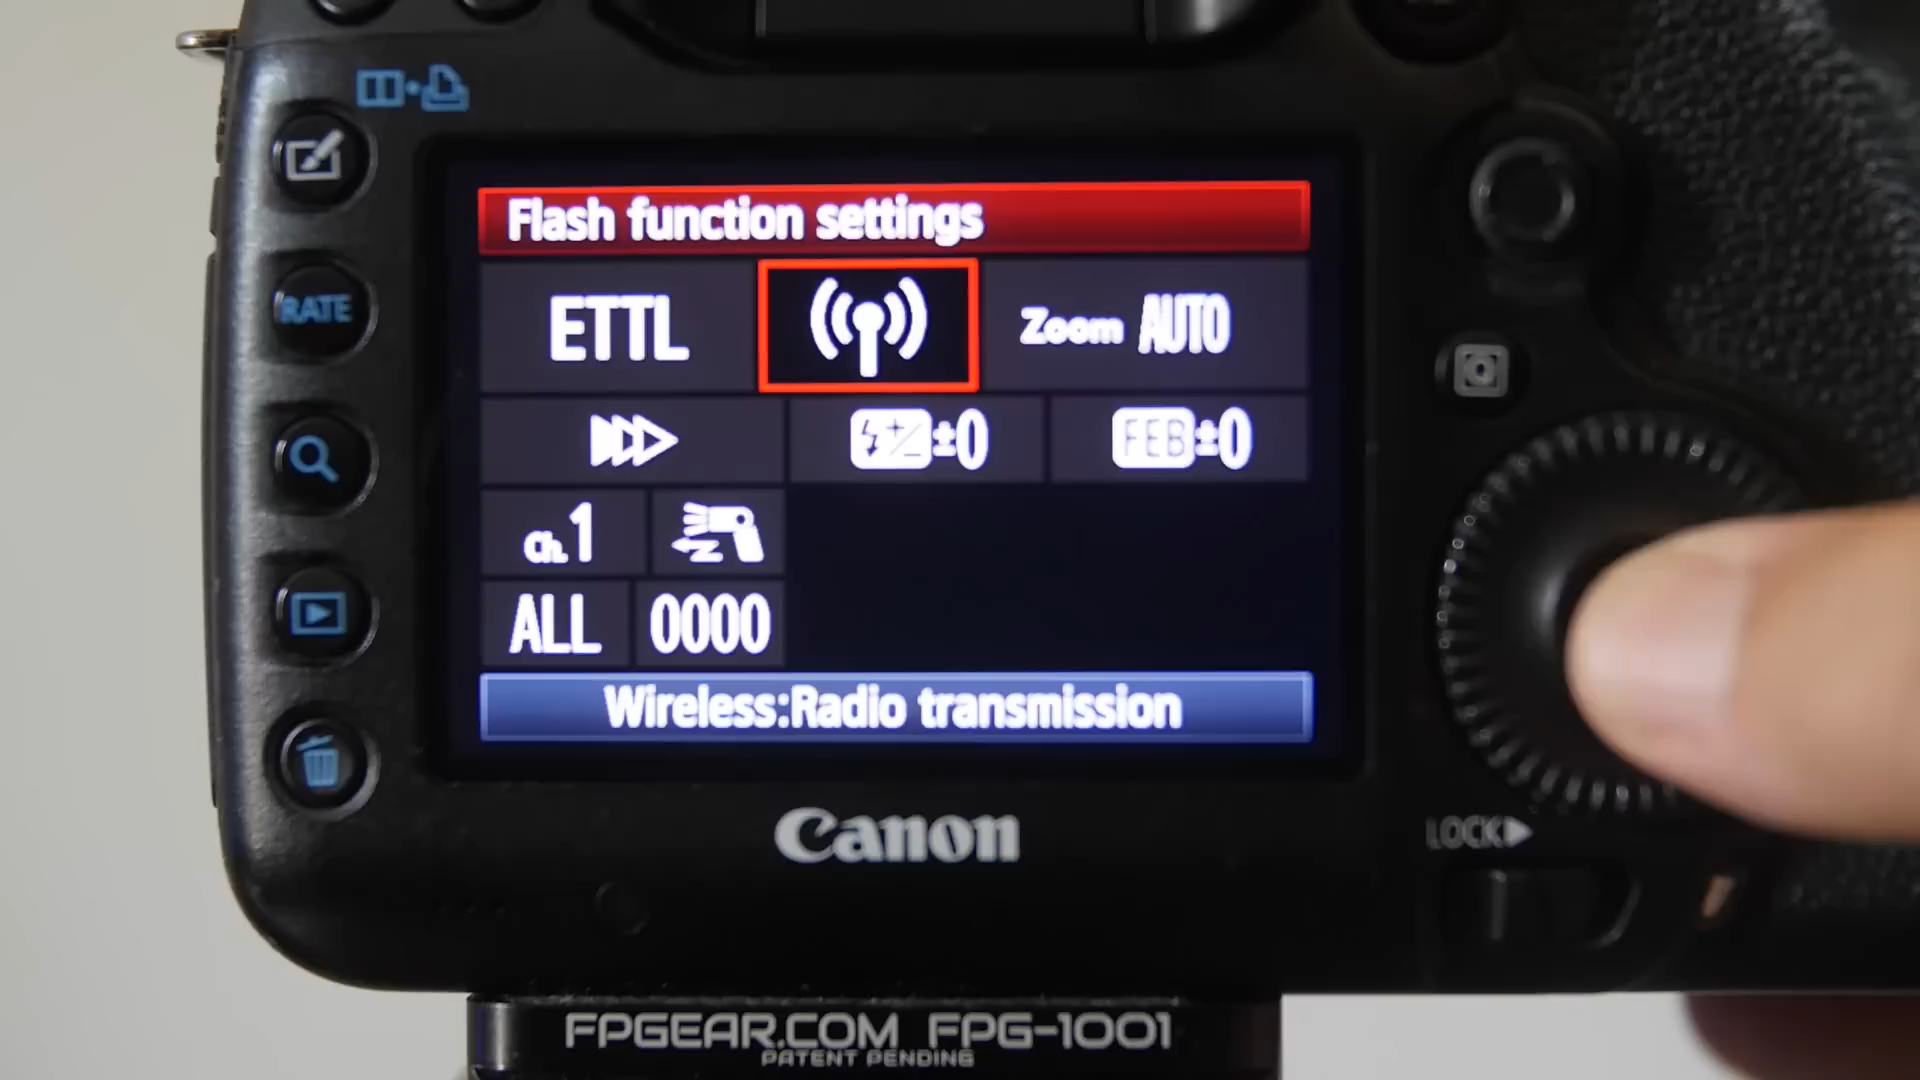 RATE
Flash function settings
ETTL
Zoom AUTO
±0
FEB±0
Ch.1
ALL
0000
Wireless:Radio transmission
Canon
LOCK▶
FPGEAR.COM FPG-1001
PATENT PENDING